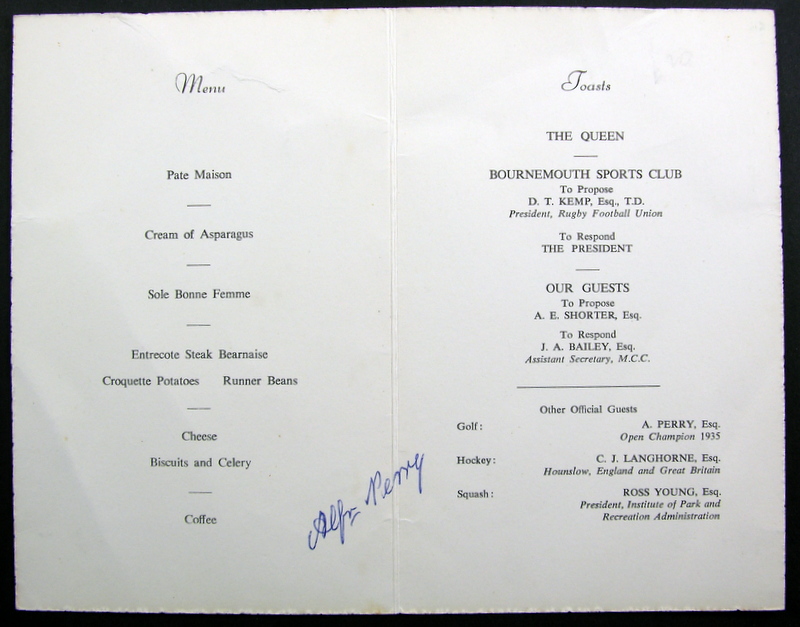 Menu
Pate Maison
Cream of Asparagus
Sole Bonne Femme
Entrecote Steak Bearnaise
Croquette Potatoes Runner Beans
Cheese
Biscuits and Celery
Coffee
Alf Perry
Toasts
THE QUEEN
BOURNEMOUTH SPORTS CLUB
To Propose
D. T. KEMP, Esq., T.D.
President, Rugby Football Union
To Respond
THE PRESIDENT
OUR GUESTS
To Propose
A. E. SHORTER, Esq.
To Respond
J. A. BAILEY, Esq.
Assistant Secretary, M.C.C.
Other Official Guests
Golf: A. PERRY, Esq.
Open Champion 1935
Hockey: C. J. LANGHORNE, Esq.
Hounslow, England and Great Britain
Squash: ROSS YOUNG, Esq.
President, Institute of Park and
Recreation Administration